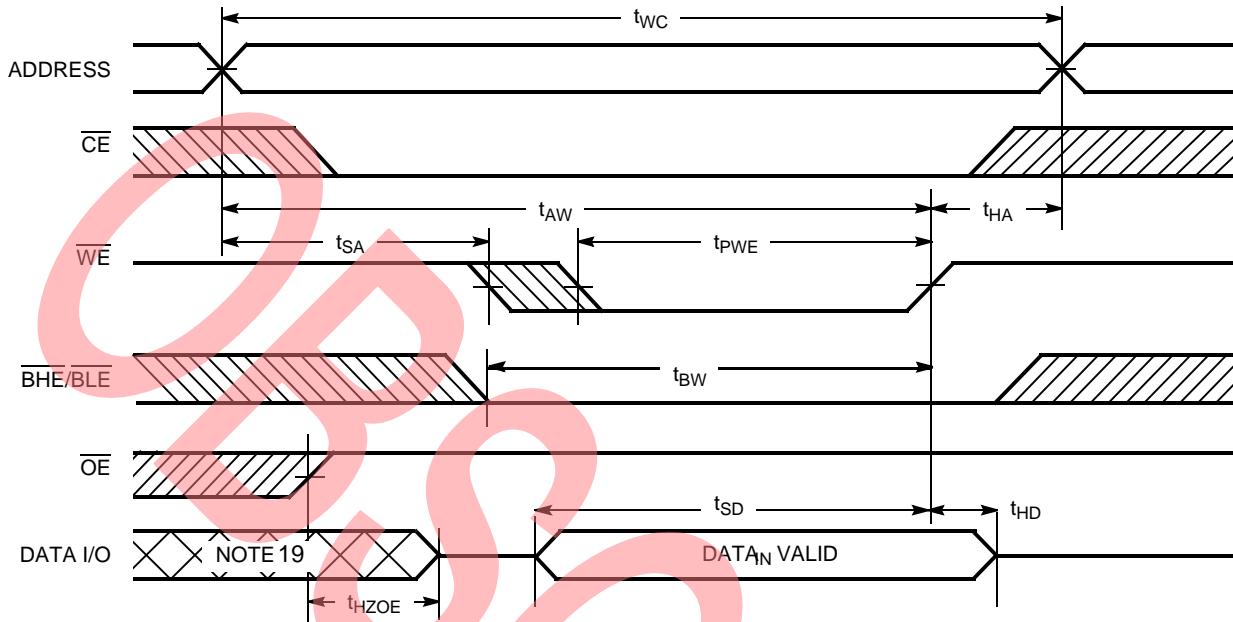 tWC
ADDRESS
CE
tAW
tHA
tSA
tPWE
WE
BHE/BLE
tBW
OE
tSD
tHD
DATA I/O
NOTE 19
DATAIN VALID
tHZOE
OBSO